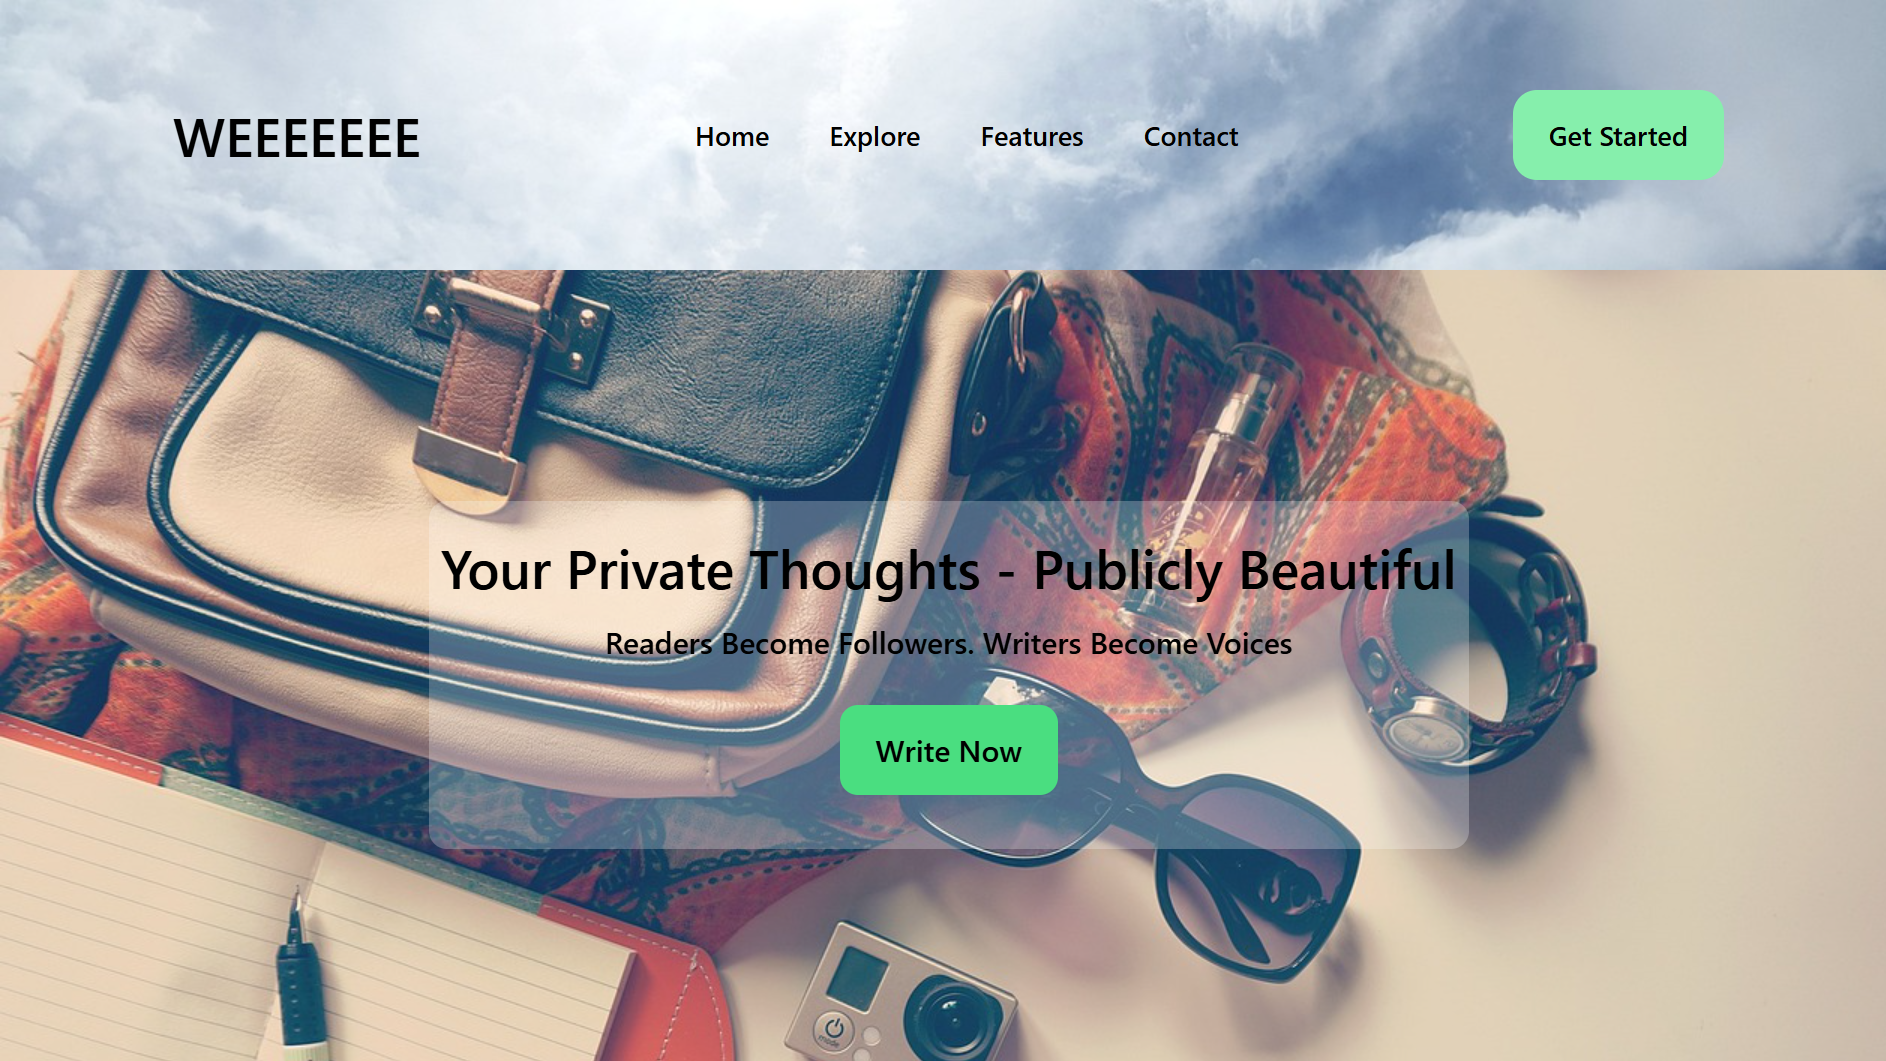 WEEEEEEE
Home
Explore
Features
Contact
Get Started
Your Private Thoughts - Publicly Beautiful
Readers Become Followers. Writers Become Voices
Write Now
mode